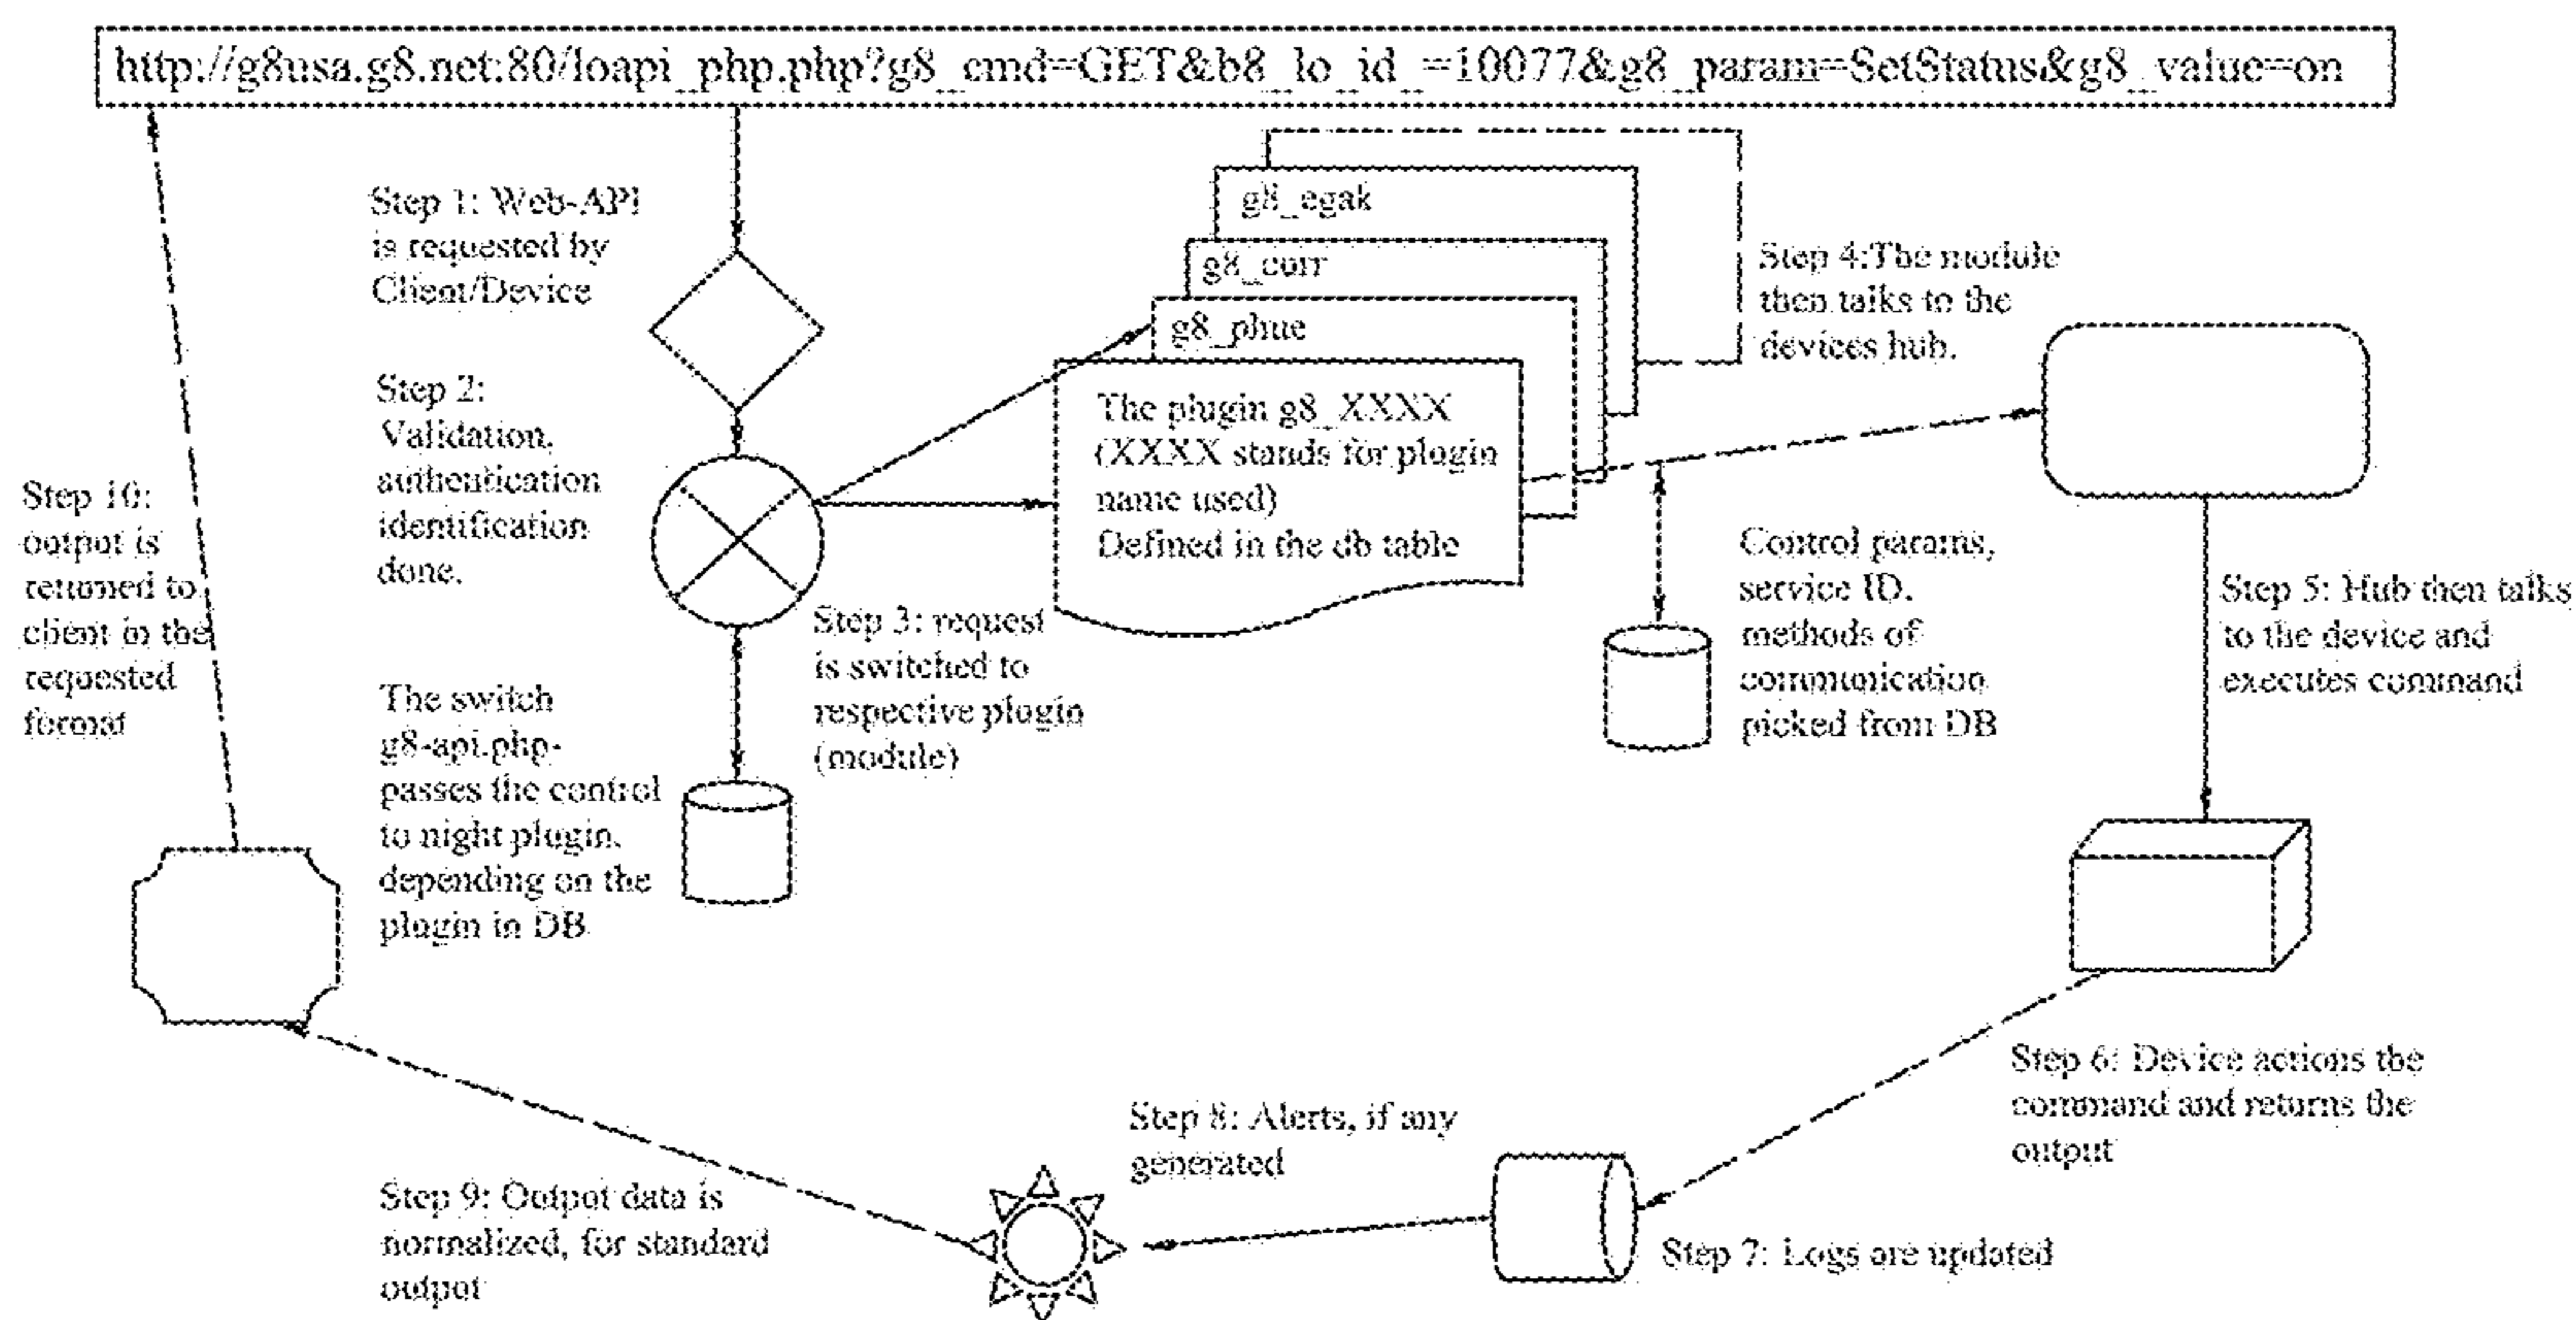 http://g8usa.g8.net:80/loapi_php.php?g8_cmd=GET&b8_lo_id_=10077&g8_param=SetStatus&g8_value=on
Step 1: Web-API
is requested by
Client/Device
g8_egak
g8_curr
g8_phue
Step 4:The module
then talks to the
devices hub.
Step 2:
Validation,
authentication
identification
done.
The plugin g8_XXXX
(XXXX stands for plugin
name used)
Defined in the db table
Step 10:
output is
returned to
client in the
requested
format
Control params,
service ID,
methods of
communication
picked from DB
Step 5: Hub then talks
to the device and
executes command
Step 3: request
is switched to
respective plugin
(module)
The switch
g8-api.php-
passes the control
to night plugin,
depending on the
plugin in DB
Step 6: Device actions the
command and returns the
output
Step 8: Alerts, if any
generated
Step 7: Logs are updated
Step 9: Output data is
normalized, for standard
output